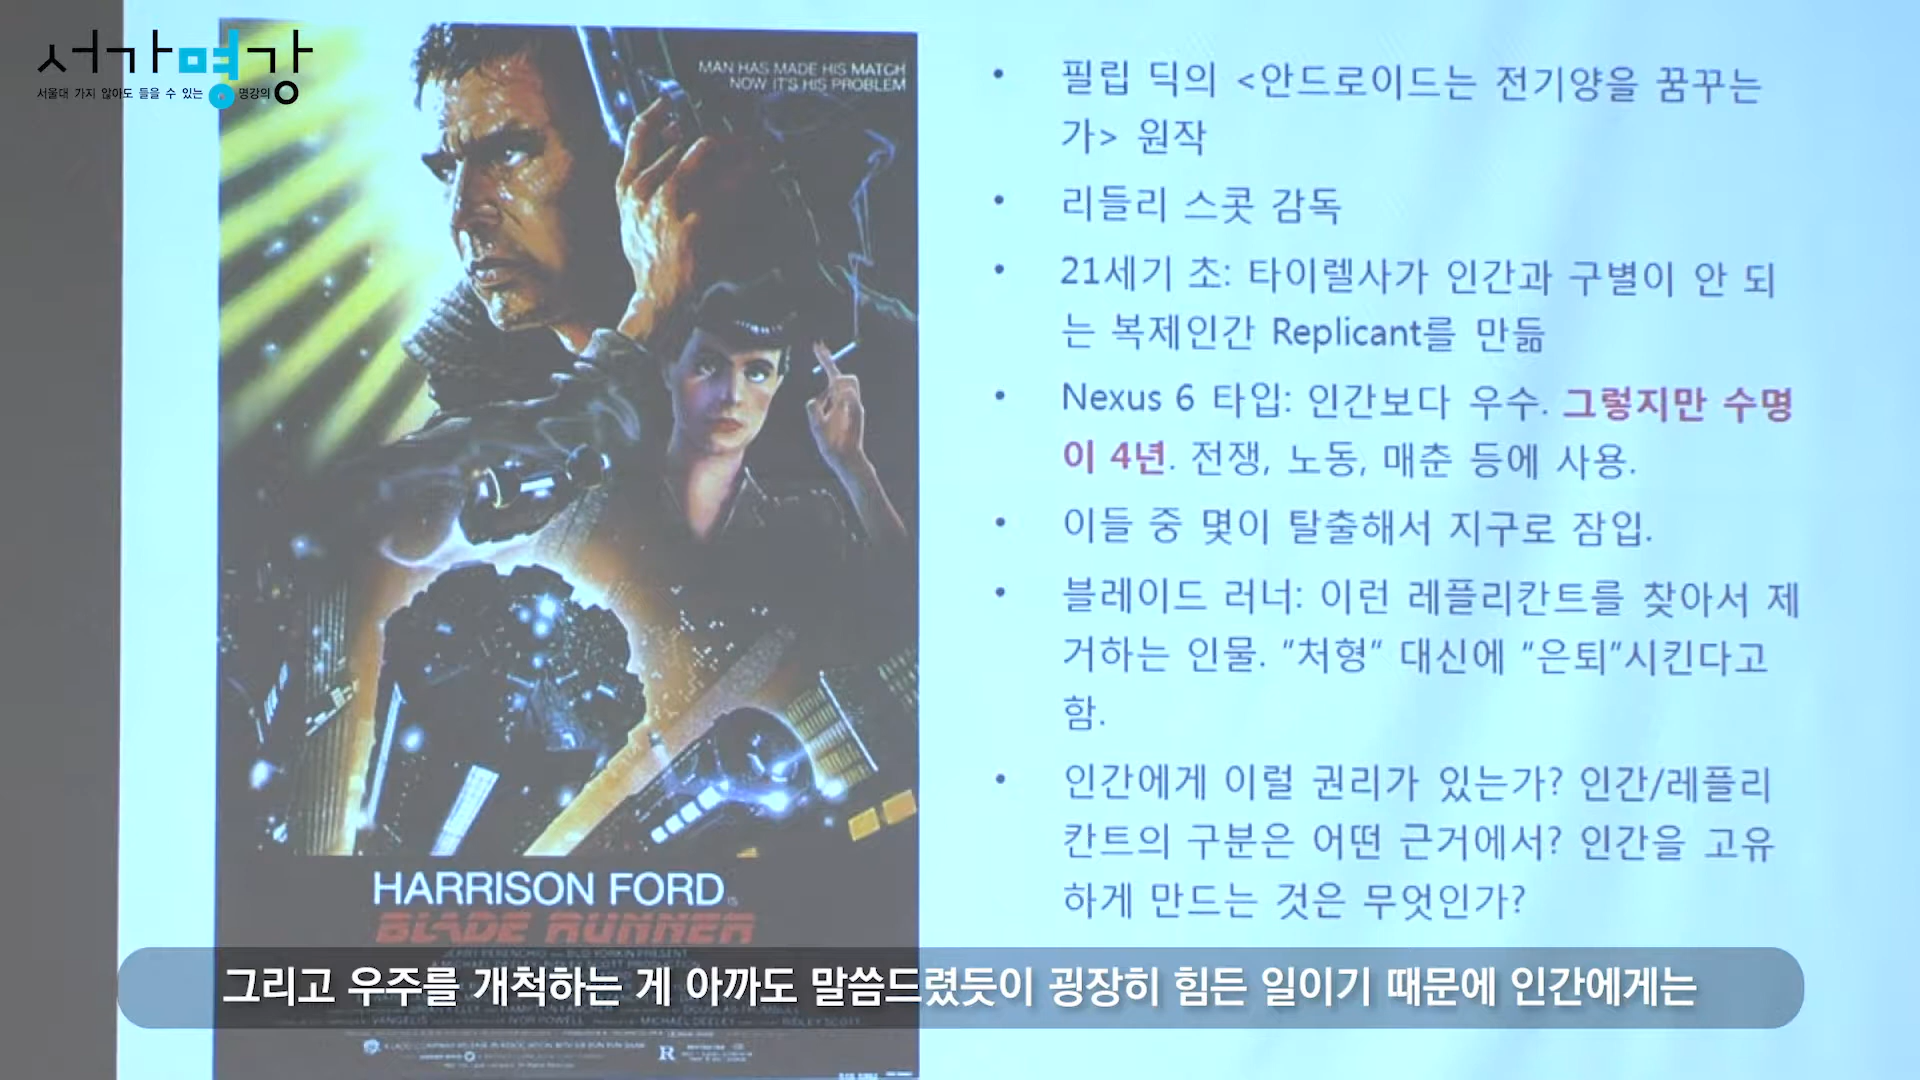 서가명강
서울대 가지 않아도 들을 수 있는 명강의
MAN HAS MADE HIS MATCH
NOW IT'S HIS PROBLEM
HARRISON FORD IS
BLADE RUNNER
R
• 필립 딕의 <안드로이드는 전기양을 꿈꾸는
가> 원작
• 리들리 스콧 감독
• 21세기 초: 타이렐사가 인간과 구별이 안 되
는 복제인간 Replicant를 만듦
• Nexus 6 타입: 인간보다 우수. 그렇지만 수명
이 4년. 전쟁, 노동, 매춘 등에 사용.
• 이들 중 몇이 탈출해서 지구로 잠입.
• 블레이드 러너: 이런 레플리칸트를 찾아서 제
거하는 인물. "처형" 대신에 "은퇴"시킨다고
함.
• 인간에게 이럴 권리가 있는가? 인간/레플리
칸트의 구분은 어떤 근거에서? 인간을 고유
하게 만드는 것은 무엇인가?
그리고 우주를 개척하는 게 아까도 말씀드렸듯이 굉장히 힘든 일이기 때문에 인간에게는